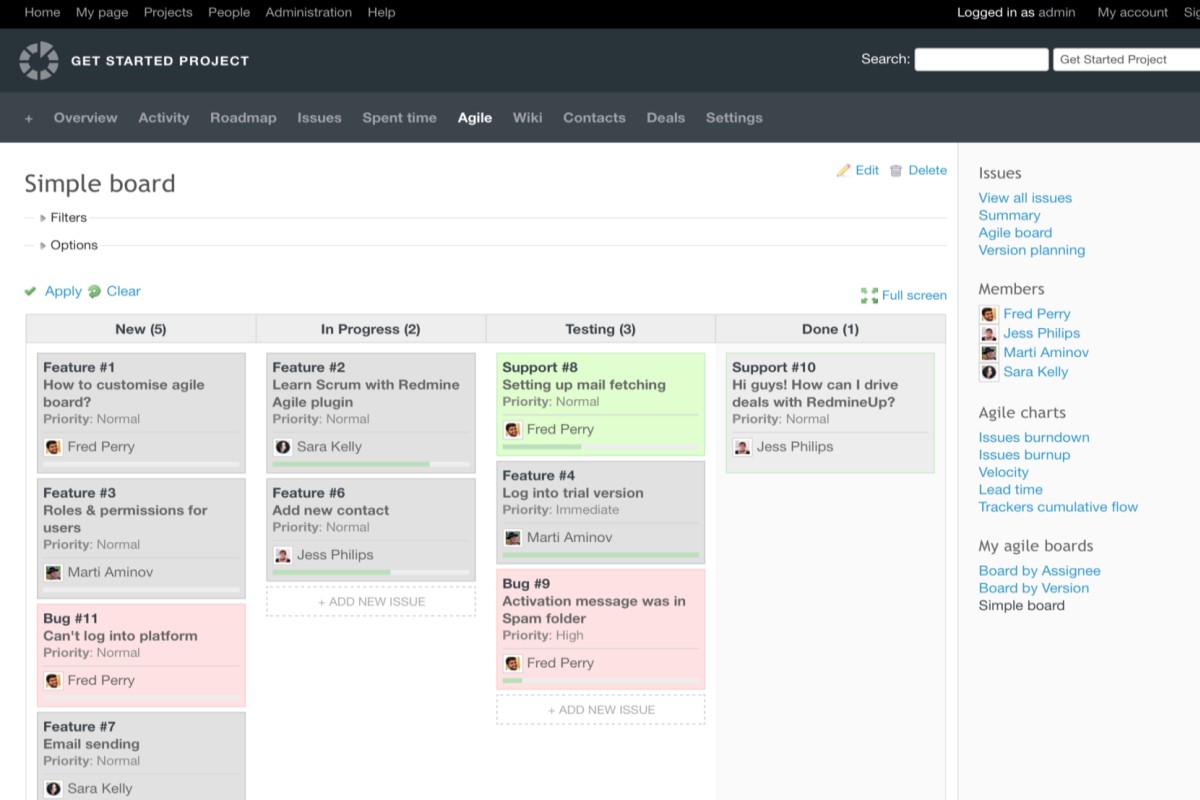 Home My page Projects People Administration Help
Logged in as admin My account
GET STARTED PROJECT
Search: Get Started Project
+ Overview Activity Roadmap Issues Spent time Agile Wiki Contacts Deals Settings
Simple board
Edit Delete
Filters
Options
Apply Clear
Full screen
New (5)
Feature #1
How to customise agile
board?
Priority: Normal
Fred Perry
Feature #3
Roles & permissions for
users
Priority: Normal
Marti Aminov
Bug #11
Can't log into platform
Priority: Normal
Fred Perry
Feature #7
Email sending
Priority: Normal
Sara Kelly
In Progress (2)
Feature #2
Learn Scrum with Redmine
Agile plugin
Priority: Normal
Sara Kelly
Feature #6
Add new contact
Priority: Normal
Jess Philips
+ ADD NEW ISSUE
Testing (3)
Support #8
Setting up mail fetching
Priority: Normal
Fred Perry
Feature #4
Log into trial version
Priority: Immediate
Marti Aminov
Bug #9
Activation message was in
Spam folder
Priority: High
Fred Perry
+ ADD NEW ISSUE
Done (1)
Support #10
Hi guys! How can I drive
deals with RedmineUp?
Priority: Normal
Jess Philips
Issues
View all issues
Summary
Agile board
Version planning
Members
Fred Perry
Jess Philips
Marti Aminov
Sara Kelly
Agile charts
Issues burndown
Issues burnup
Velocity
Lead time
Trackers cumulative flow
My agile boards
Board by Assignee
Board by Version
Simple board